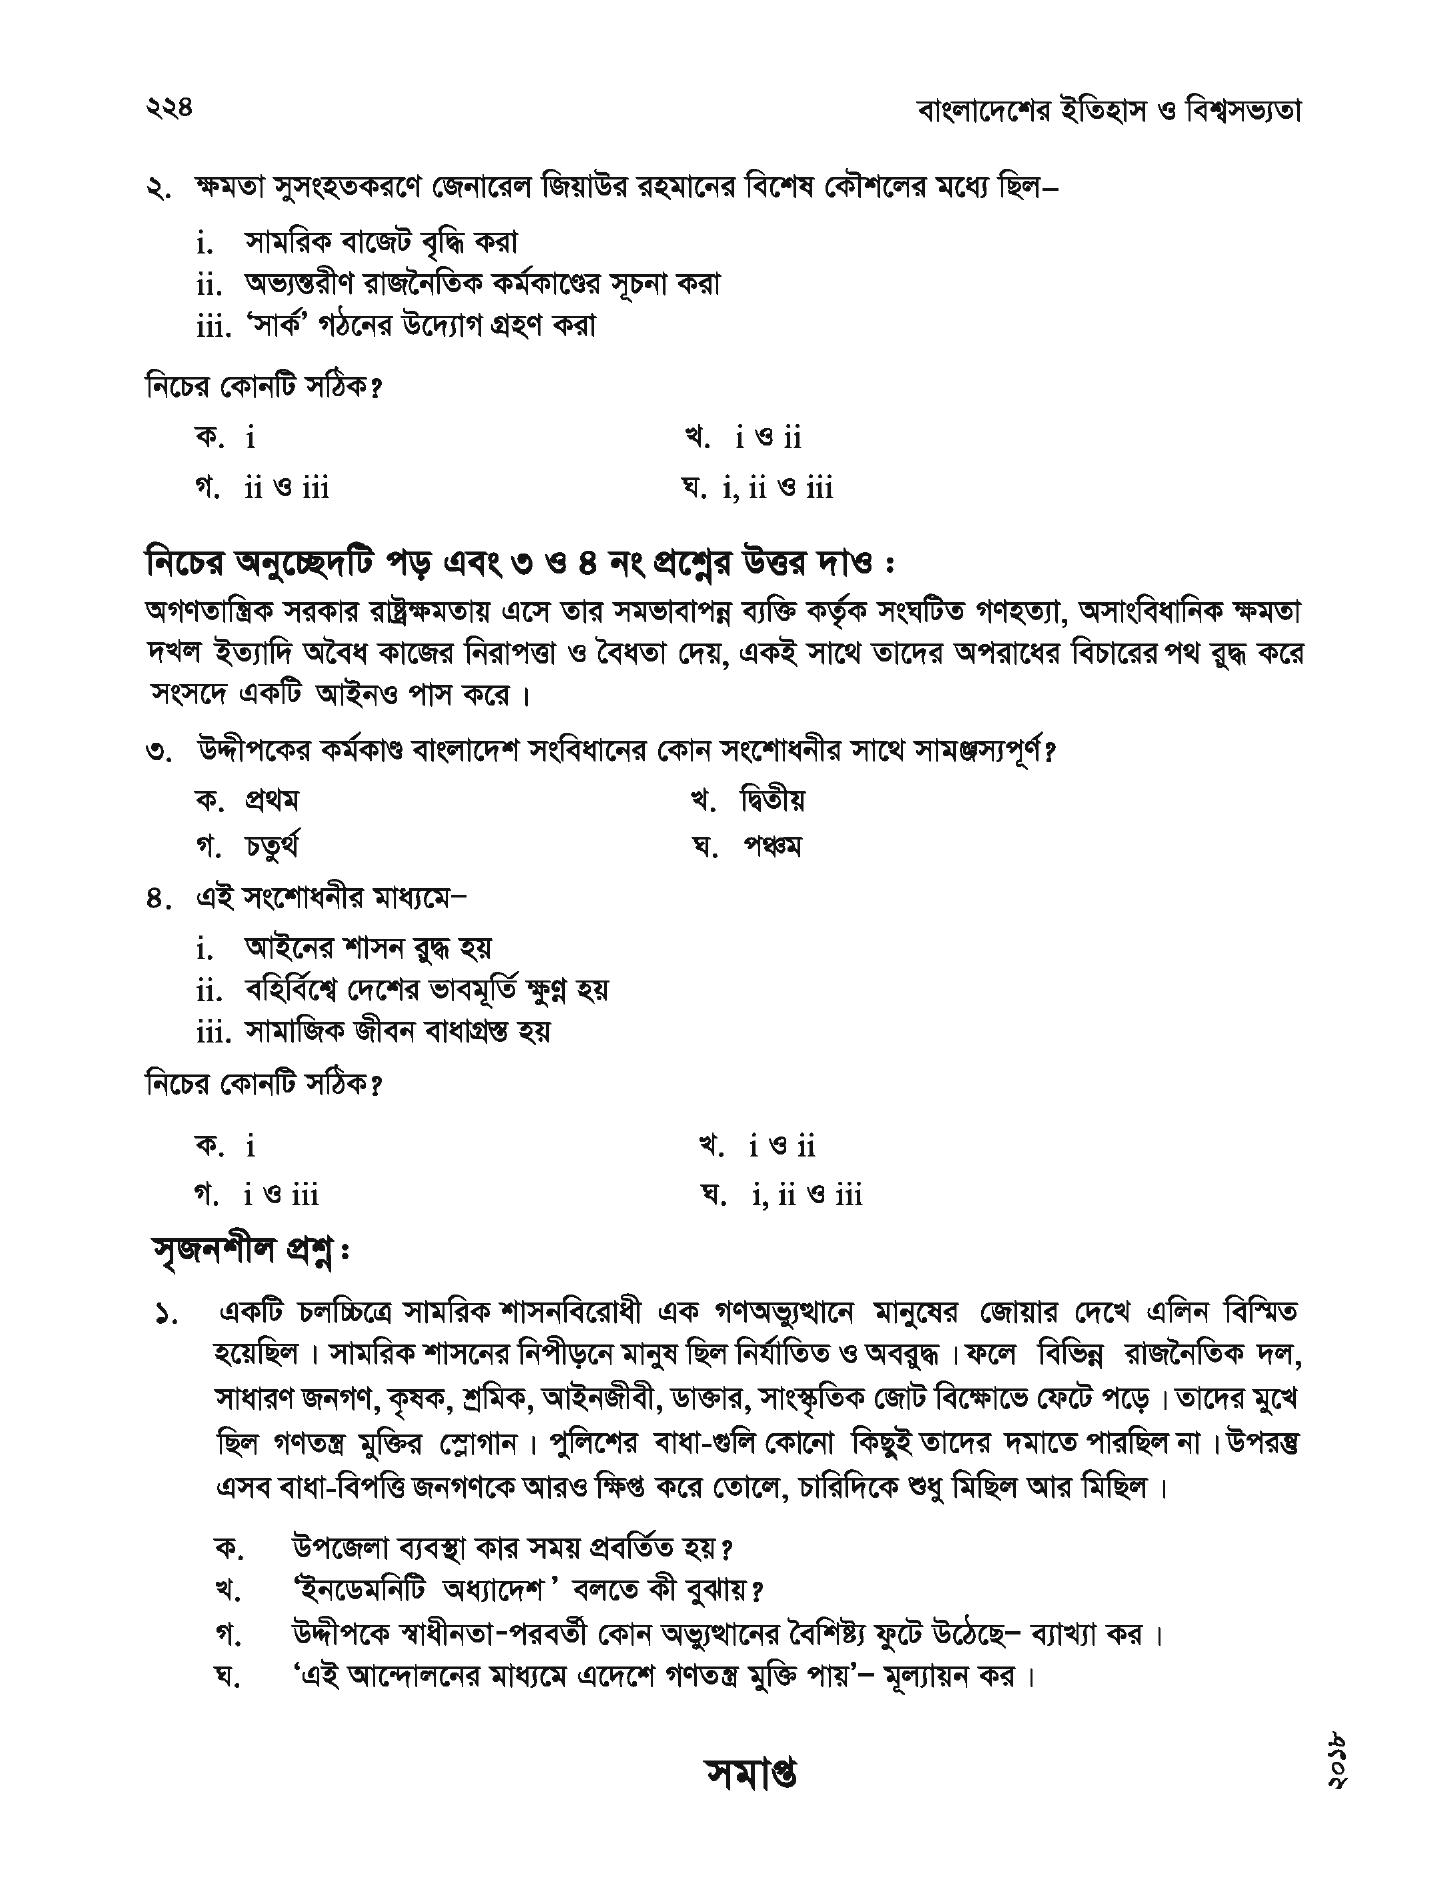 ২২৪ বাংলাদেশের ইতিহাস ও বিশ্বসভ্যতা
২. ক্ষমতা সুসংহতকরণে জেনারেল জিয়াউর রহমানের বিশেষ কৌশলের মধ্যে ছিল–
i. সামরিক বাজেট বৃদ্ধি করা
ii. অভ্যন্তরীণ রাজনৈতিক কর্মকাণ্ডের সূচনা করা
iii. ‘সার্ক’ গঠনের উদ্যোগ গ্রহণ করা
নিচের কোনটি সঠিক?
ক. i খ. i ও ii
গ. ii ও iii ঘ. i, ii ও iii
নিচের অনুচ্ছেদটি পড় এবং ৩ ও ৪ নং প্রশ্নের উত্তর দাও :
অগণতান্ত্রিক সরকার রাষ্ট্রক্ষমতায় এসে তার সমভাবাপন্ন ব্যক্তি কর্তৃক সংঘটিত গণহত্যা, অসাংবিধানিক ক্ষমতা
দখল ইত্যাদি অবৈধ কাজের নিরাপত্তা ও বৈধতা দেয়, একই সাথে তাদের অপরাধের বিচারের পথ রুদ্ধ করে
সংসদে একটি আইনও পাস করে ।
৩. উদ্দীপকের কর্মকাণ্ড বাংলাদেশ সংবিধানের কোন সংশোধনীর সাথে সামঞ্জস্যপূর্ণ?
ক. প্রথম খ. দ্বিতীয়
গ. চতুর্থ ঘ. পঞ্চম
৪. এই সংশোধনীর মাধ্যমে–
i. আইনের শাসন রুদ্ধ হয়
ii. বহির্বিশ্বে দেশের ভাবমূর্তি ক্ষুণ্ন হয়
iii. সামাজিক জীবন বাধাগ্রস্ত হয়
নিচের কোনটি সঠিক?
ক. i খ. i ও ii
গ. i ও iii ঘ. i, ii ও iii
সৃজনশীল প্রশ্ন :
১. একটি চলচ্চিত্রে সামরিক শাসনবিরোধী এক গণঅভ্যুত্থানে মানুষের জোয়ার দেখে এলিন বিস্মিত
হয়েছিল । সামরিক শাসনের নিপীড়নে মানুষ ছিল নির্যাতিত ও অবরুদ্ধ । ফলে বিভিন্ন রাজনৈতিক দল,
সাধারণ জনগণ, কৃষক, শ্রমিক, আইনজীবী, ডাক্তার, সাংস্কৃতিক জোট বিক্ষোভে ফেটে পড়ে । তাদের মুখে
ছিল গণতন্ত্র মুক্তির স্লোগান । পুলিশের বাধা-গুলি কোনো কিছুই তাদের দমাতে পারছিল না । উপরন্তু
এসব বাধা-বিপত্তি জনগণকে আরও ক্ষিপ্ত করে তোলে, চারিদিকে শুধু মিছিল আর মিছিল ।
ক. উপজেলা ব্যবস্থা কার সময় প্রবর্তিত হয়?
খ. ‘ইনডেমনিটি অধ্যাদেশ’ বলতে কী বুঝায়?
গ. উদ্দীপকে স্বাধীনতা-পরবর্তী কোন অভ্যুত্থানের বৈশিষ্ট্য ফুটে উঠেছে– ব্যাখ্যা কর ।
ঘ. ‘এই আন্দোলনের মাধ্যমে এদেশে গণতন্ত্র মুক্তি পায়’– মূল্যায়ন কর ।
সমাপ্ত
২০১৮